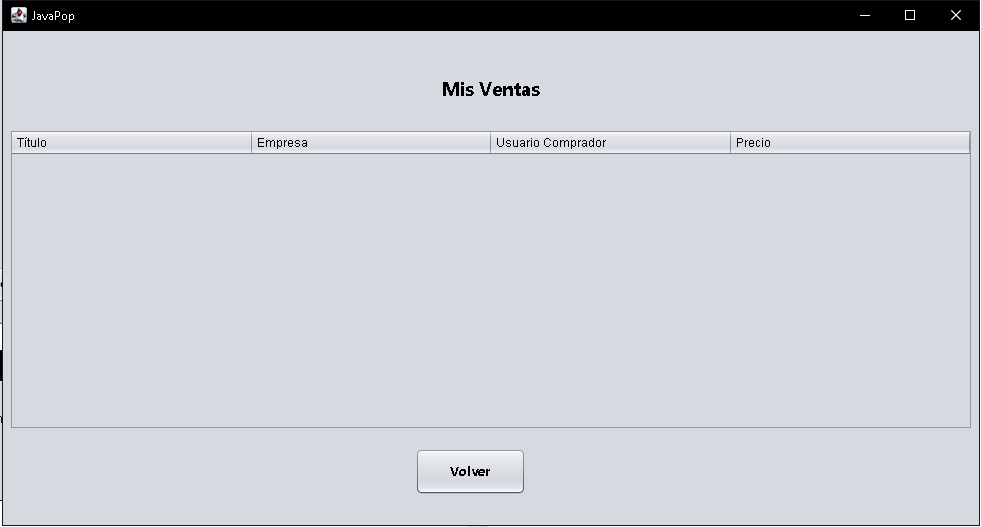 JavaPop
Mis Ventas
Título Empresa Usuario Comprador Precio
Volver